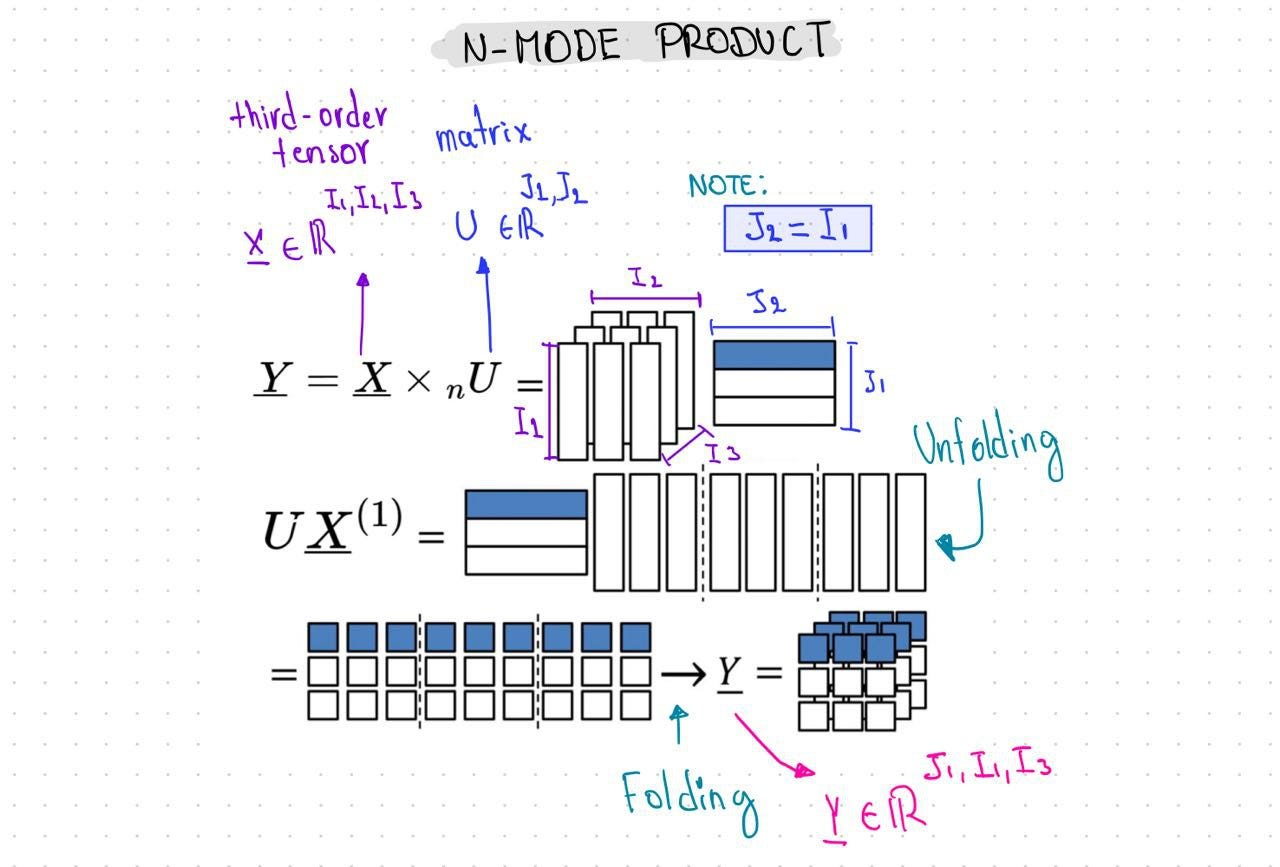 N-MODE PRODUCT
third-order tensor
matrix
X ∈ ℝ^{I₁,I₂,I₃}
U ∈ ℝ^{J₁,J₂}
NOTE:
J₂ = I₁
I₂
J₂
Y = X × ₙU =
I₁
J₁
I₃
Unfolding
UX⁽¹⁾ =
=
→ Y =
Folding
Y ∈ ℝ^{J₁,I₁,I₃}